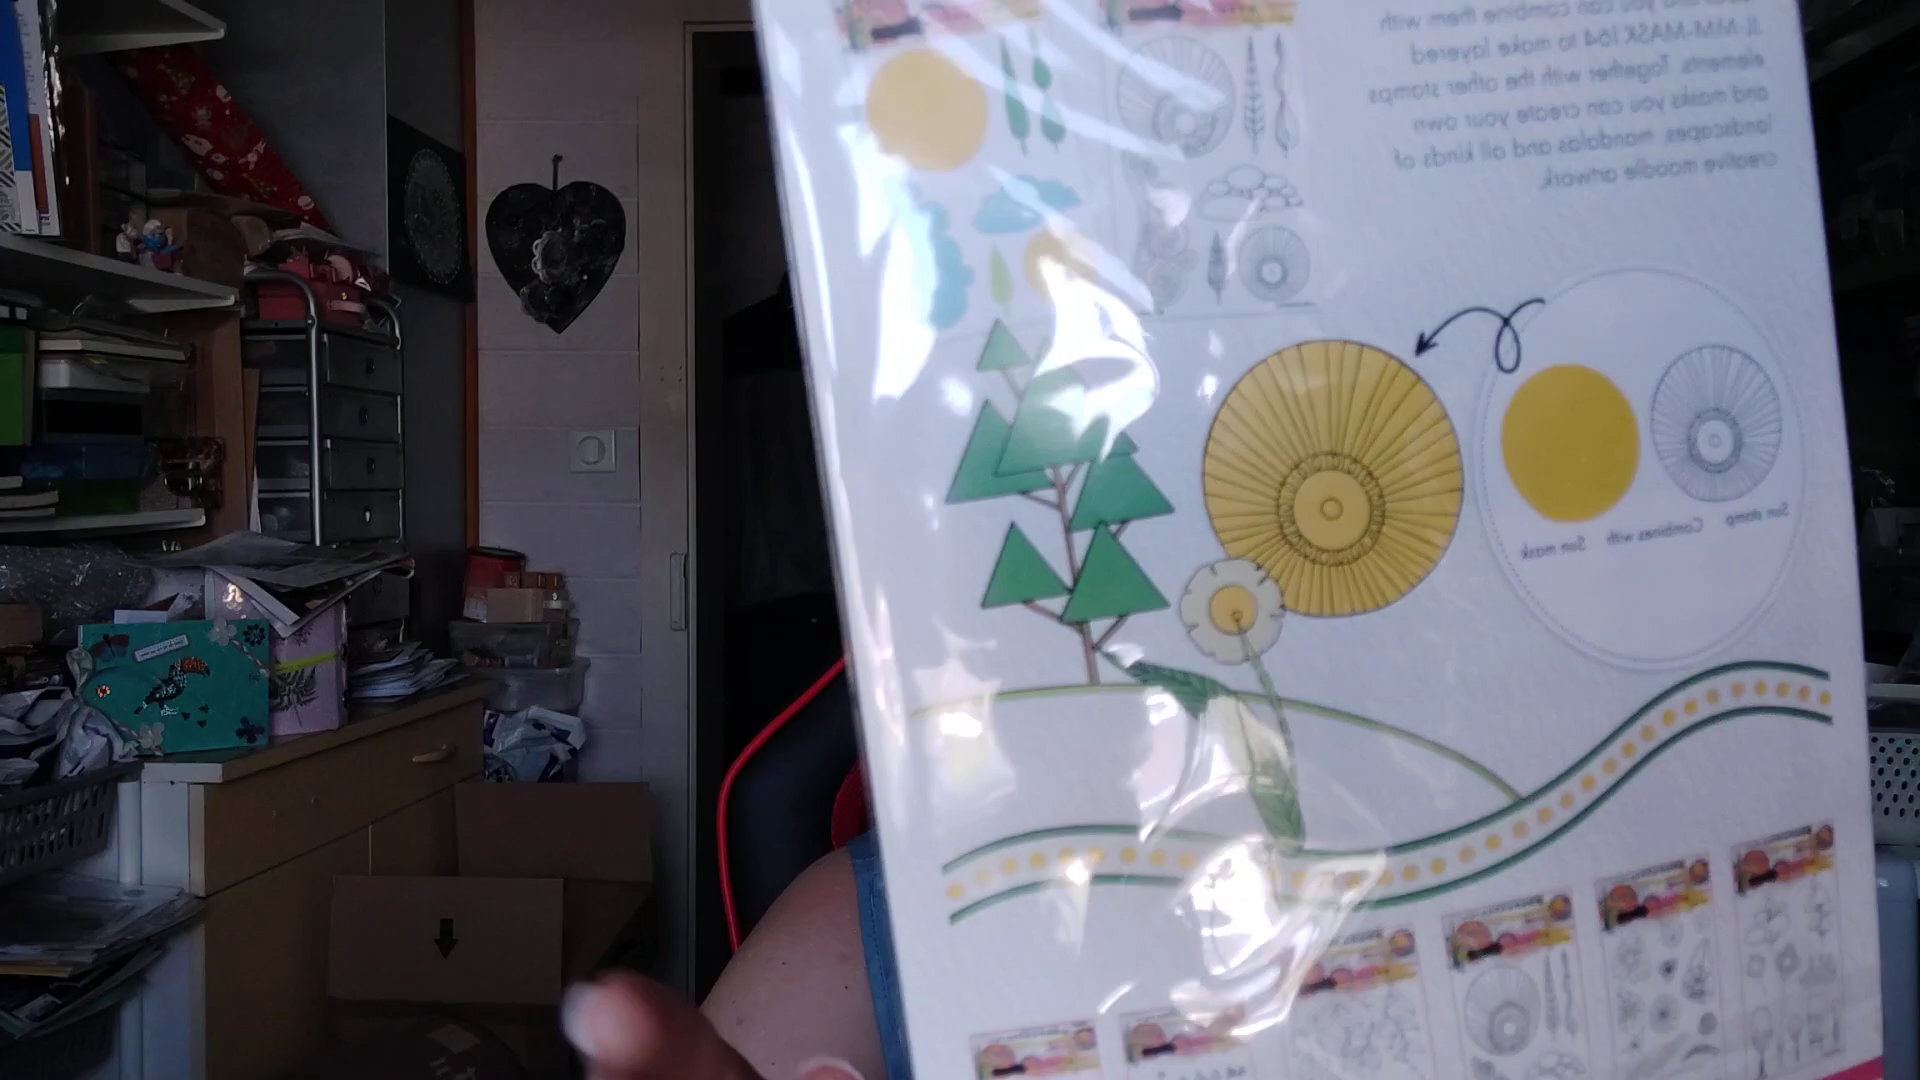 you can combine them with
JL-MM-MASK164 to make layered
elements. Together with the other stamps
and masks you can create your own
landscapes, mandalas and all kinds of
creative moodle artwork.
Sun stamp Combines with Sun mask